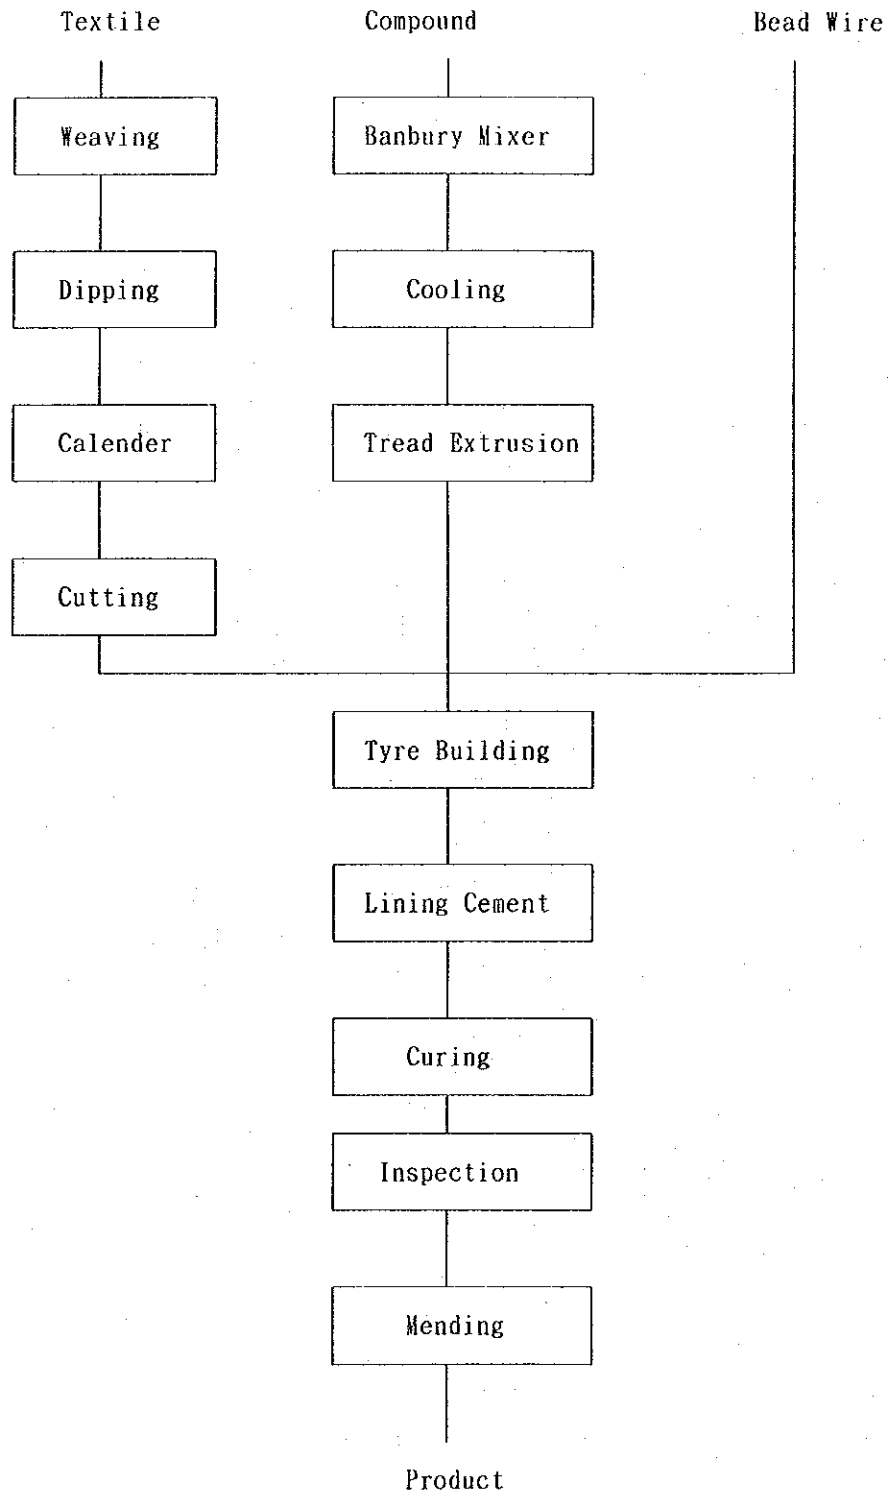 Textile Compound Bead Wire
Weaving Banbury Mixer
Dipping Cooling
Calender Tread Extrusion
Cutting
Tyre Building
Lining Cement
Curing
Inspection
Mending
Product